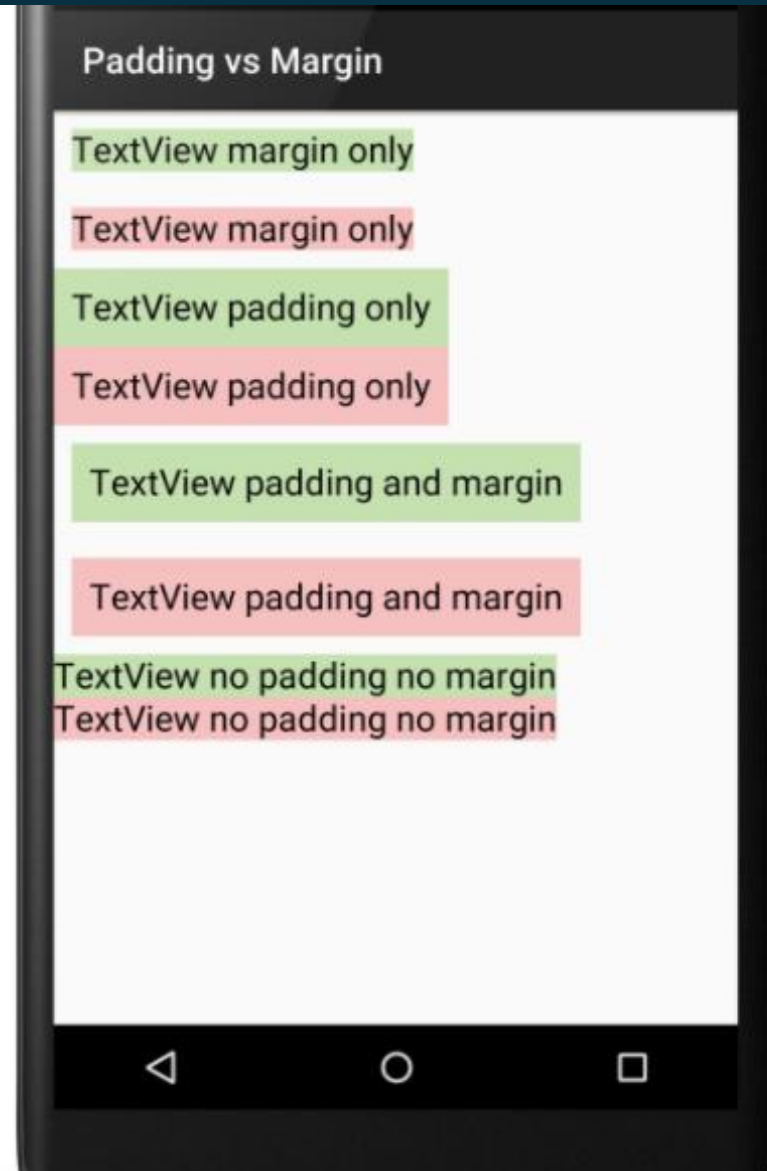 Padding vs Margin
TextView margin only
TextView margin only
TextView padding only
TextView padding only
TextView padding and margin
TextView padding and margin
TextView no padding no margin
TextView no padding no margin